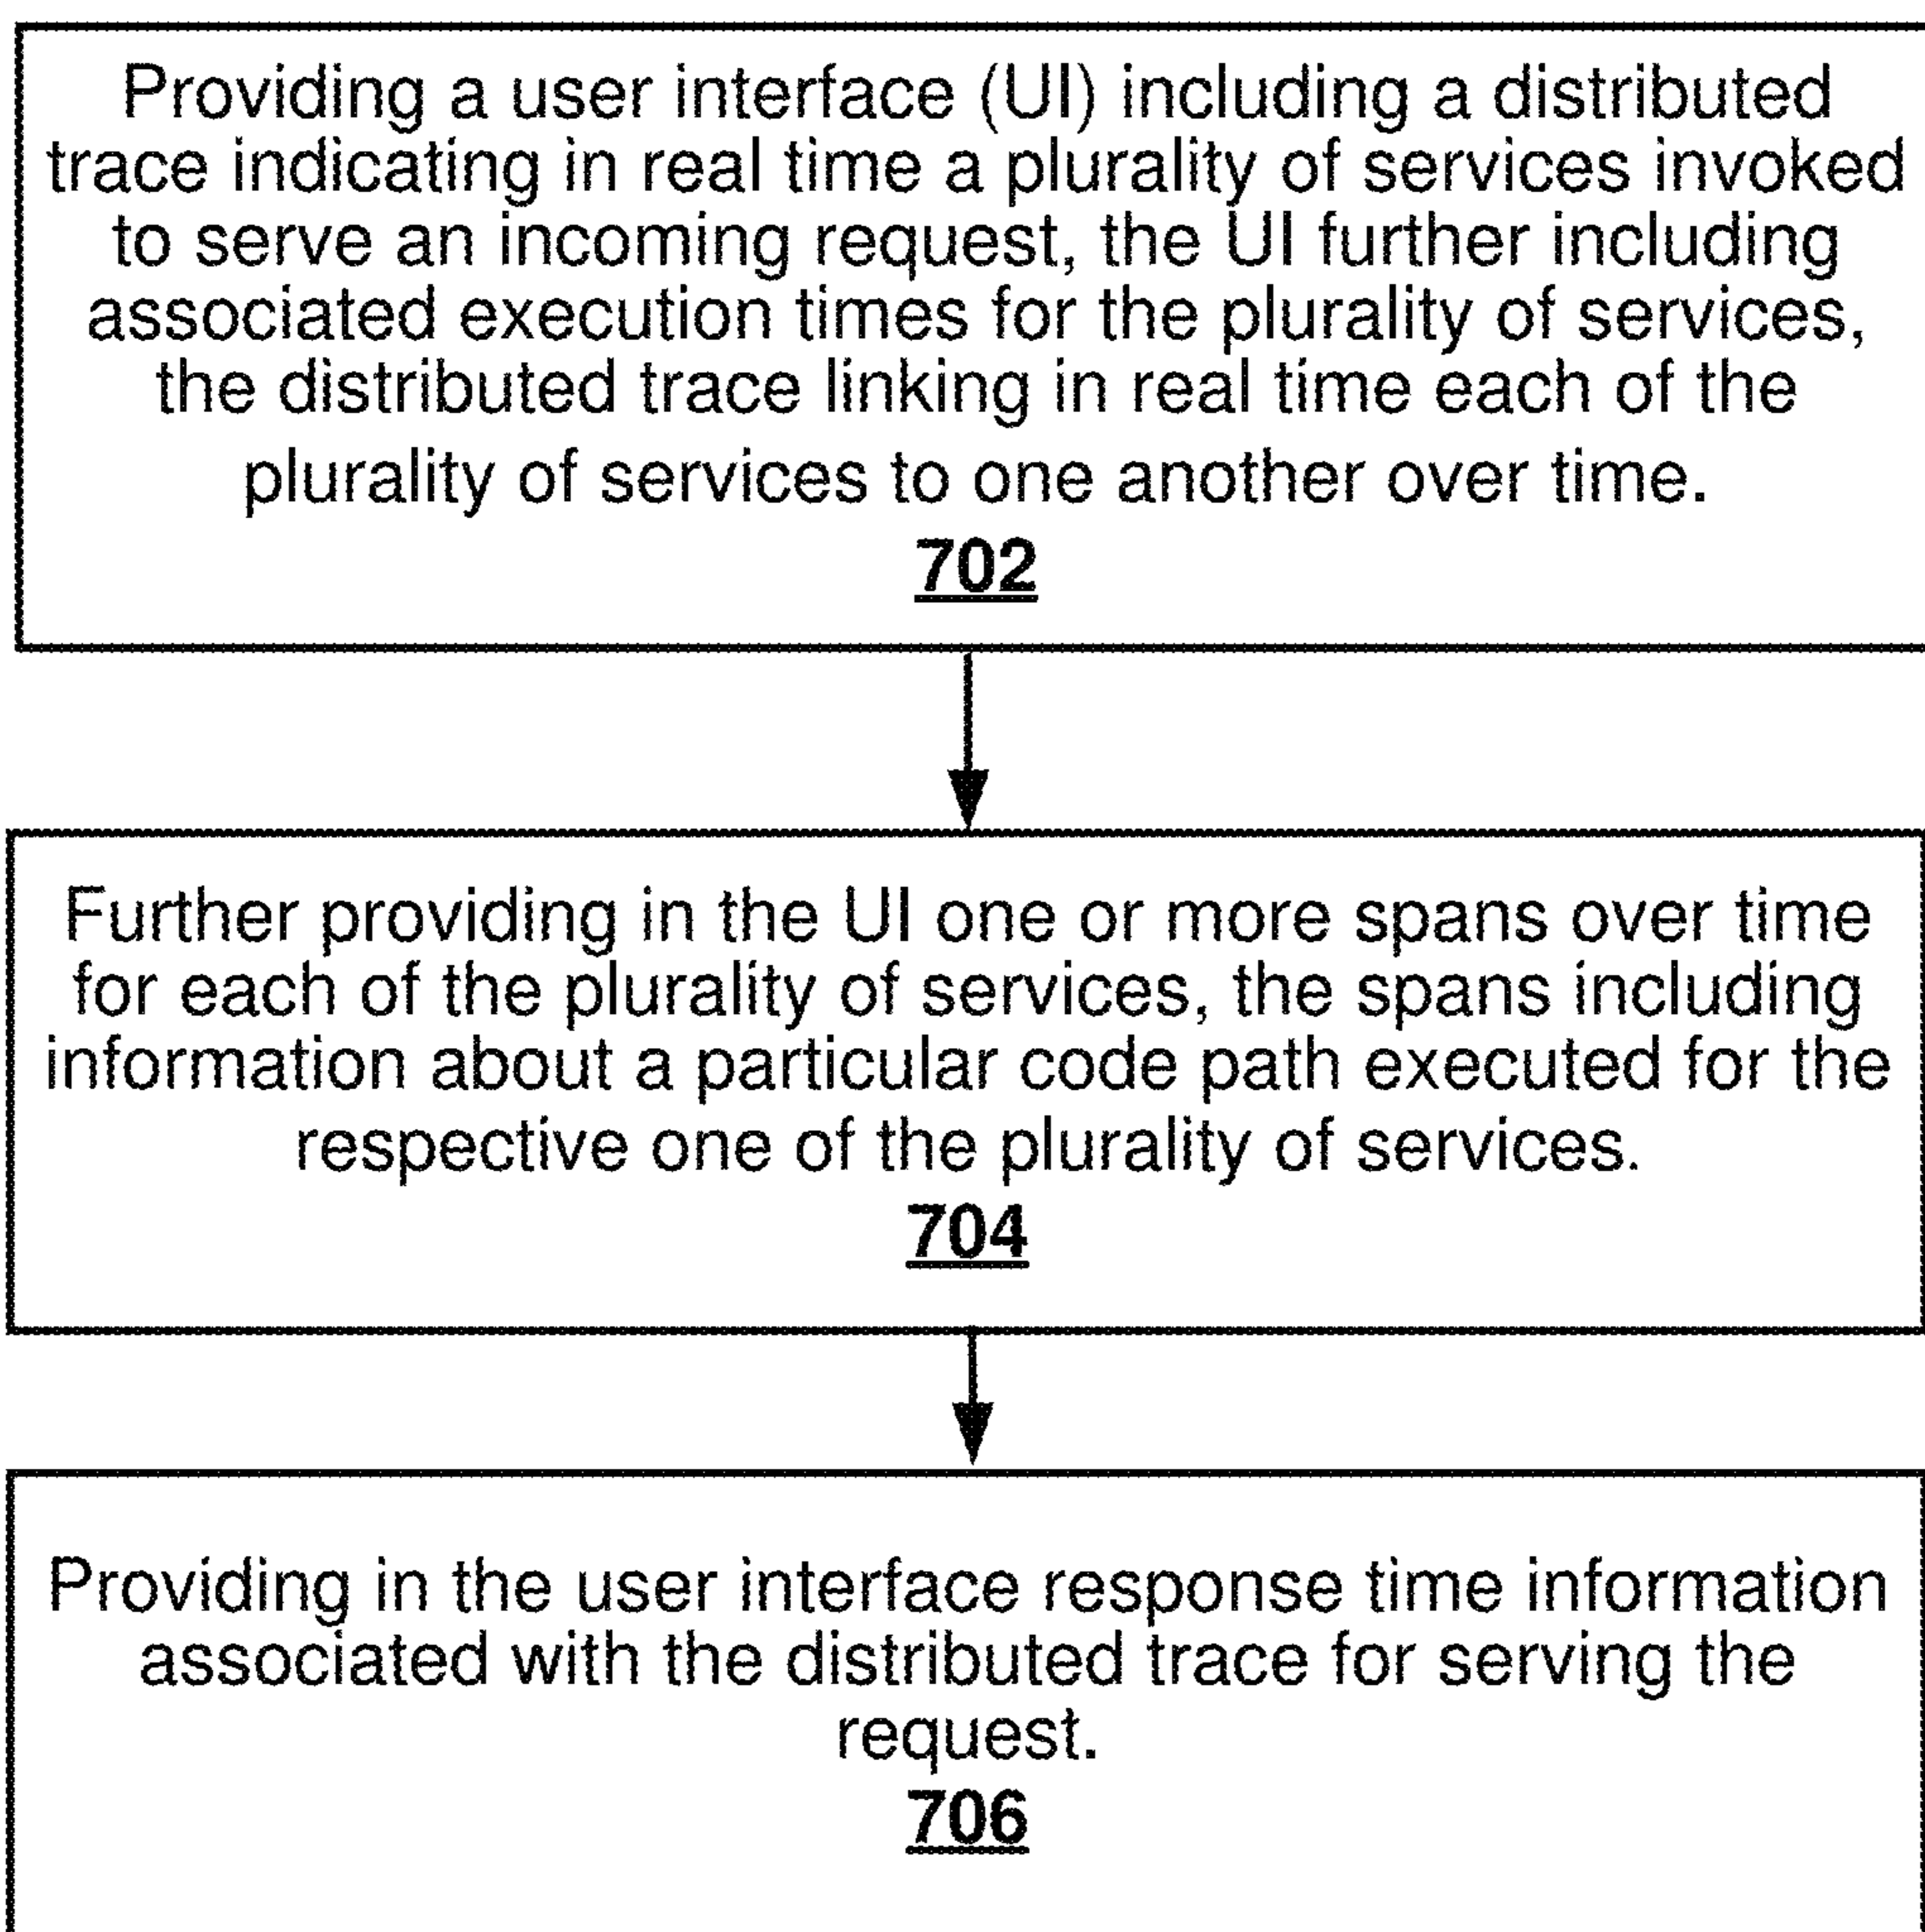 Providing a user interface (UI) including a distributed
trace indicating in real time a plurality of services invoked
to serve an incoming request, the UI further including
associated execution times for the plurality of services,
the distributed trace linking in real time each of the
plurality of services to one another over time.
702
Further providing in the UI one or more spans over time
for each of the plurality of services, the spans including
information about a particular code path executed for the
respective one of the plurality of services.
704
Providing in the user interface response time information
associated with the distributed trace for serving the
request.
706